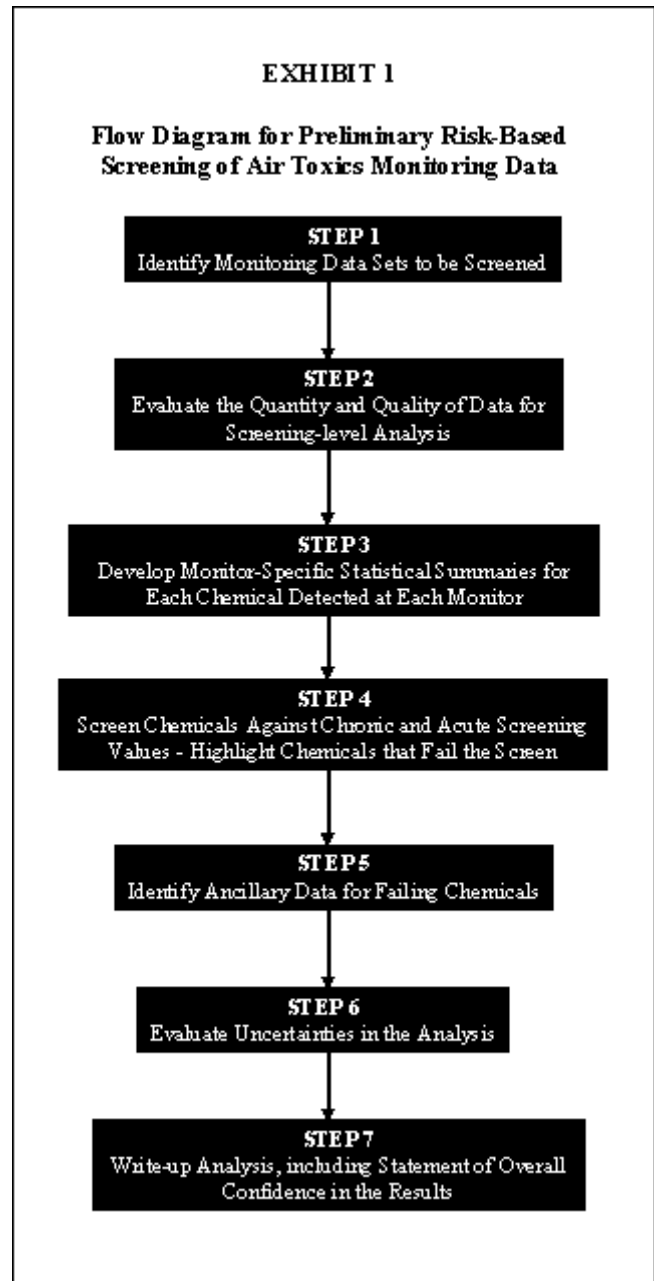 EXHIBIT 1
Flow Diagram for Preliminary Risk-Based
Screening of Air Toxics Monitoring Data
STEP 1
Identify Monitoring Data Sets to be Screened
STEP 2
Evaluate the Quantity and Quality of Data for
Screening-level Analysis
STEP 3
Develop Monitor-Specific Statistical Summaries for
Each Chemical Detected at Each Monitor
STEP 4
Screen Chemicals Against Chronic and Acute Screening
Values - Highlight Chemicals that Fail the Screen
STEP 5
Identify Ancillary Data for Failing Chemicals
STEP 6
Evaluate Uncertainties in the Analysis
STEP 7
Write-up Analysis, including Statement of Overall
Confidence in the Results